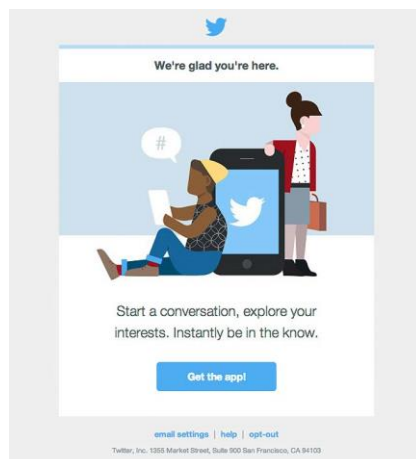 We're glad you're here.
#
Start a conversation, explore your
interests. Instantly be in the know.
Get the app!
email settings | help | opt-out
Twitter, Inc. 1355 Market Street, Suite 900 San Francisco, CA 94103